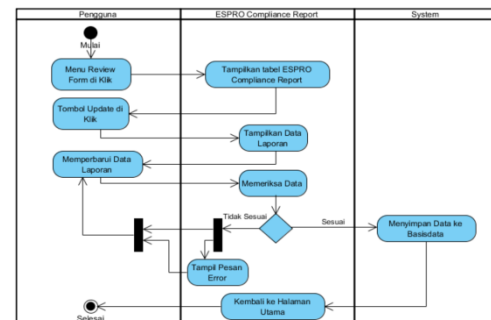 Pengguna
ESPRO Compliance Report
System
Mulai
Menu Review
Form di Klik
Tampilkan tabel ESPRO
Compliance Report
Tombol Update di
Klik
Tampilkan Data
Laporan
Memperbarui Data
Laporan
Memeriksa Data
Tidak Sesuai
Sesuai
Menyimpan Data ke
Basisdata
Tampil Pesan
Error
Kembali ke Halaman
Utama
Selesai